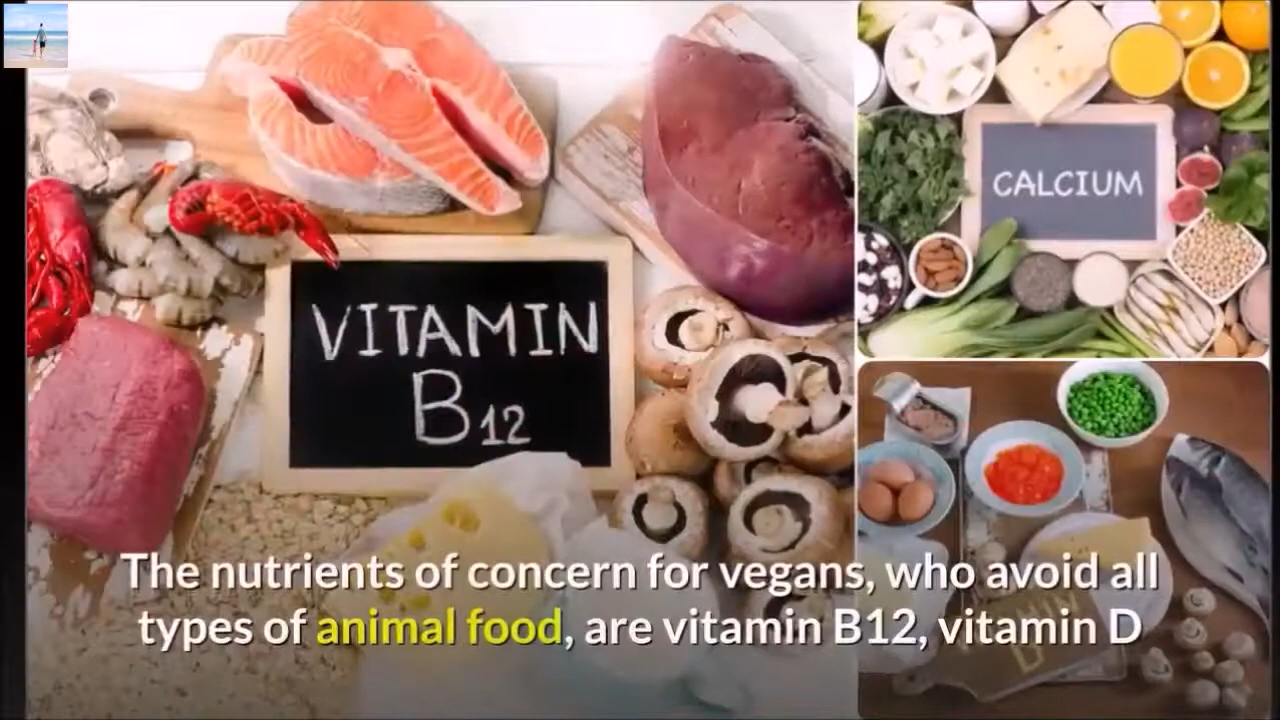 VITAMIN
B12
CALCIUM
The nutrients of concern for vegans, who avoid all
types of animal food, are vitamin B12, vitamin D